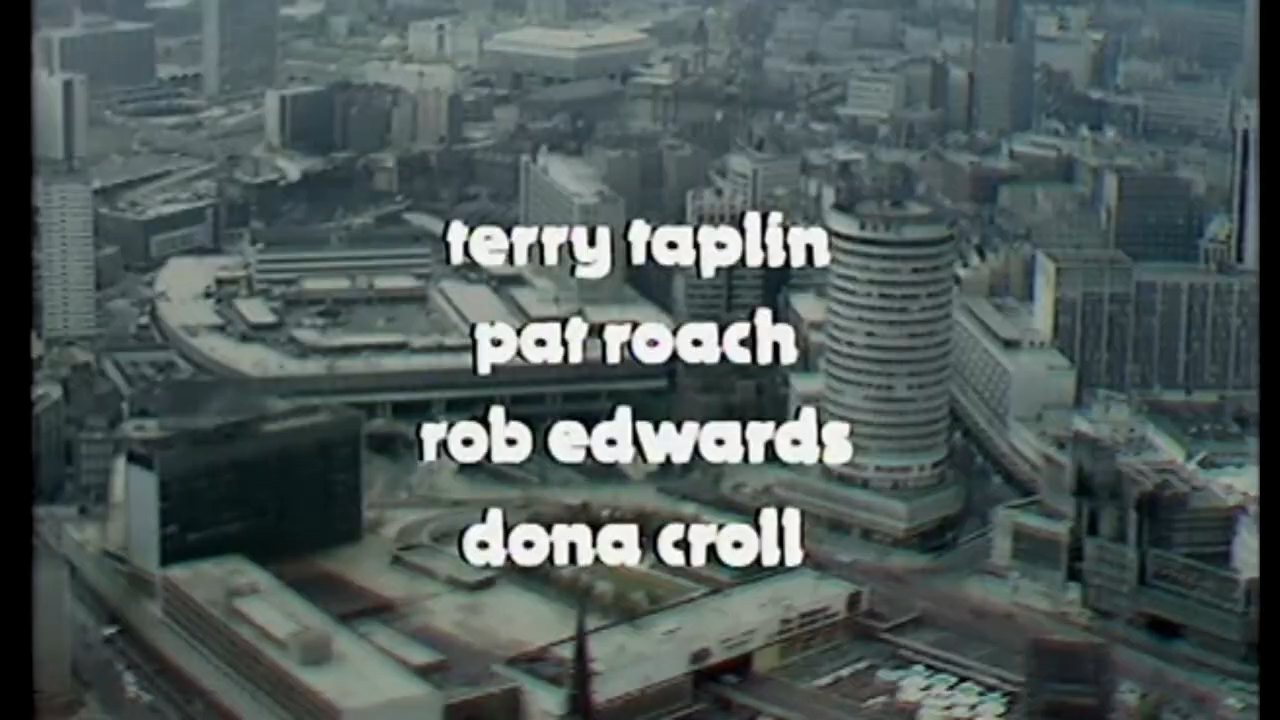 terry taplin
pat roach
rob edwards
dona croll